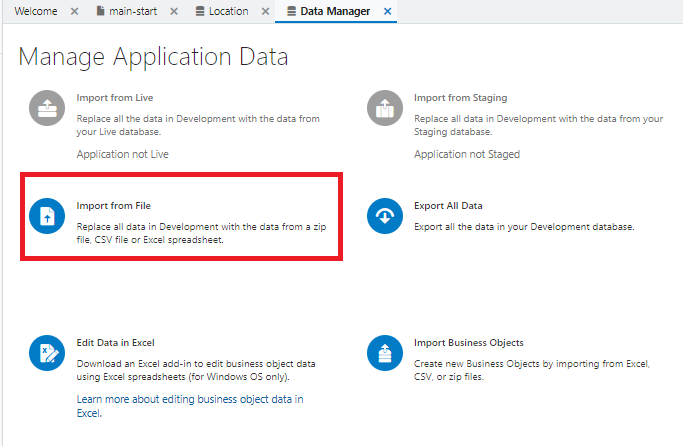 Welcome
main-start
Location
Data Manager
Manage Application Data
Import from Live
Replace all the data in Development with the data from
your Live database.
Application not Live
Import from Staging
Replace all data in Development with the data from your
Staging database.
Application not Staged
Import from File
Replace all data in Development with the data from a zip
file, CSV file or Excel spreadsheet.
Export All Data
Export all the data in your Development database.
Edit Data in Excel
Download an Excel add-in to edit business object data
using Excel spreadsheets (for Windows OS only).
Learn more about editing business object data in
Excel.
Import Business Objects
Create new Business Objects by importing from Excel,
CSV, or zip files.